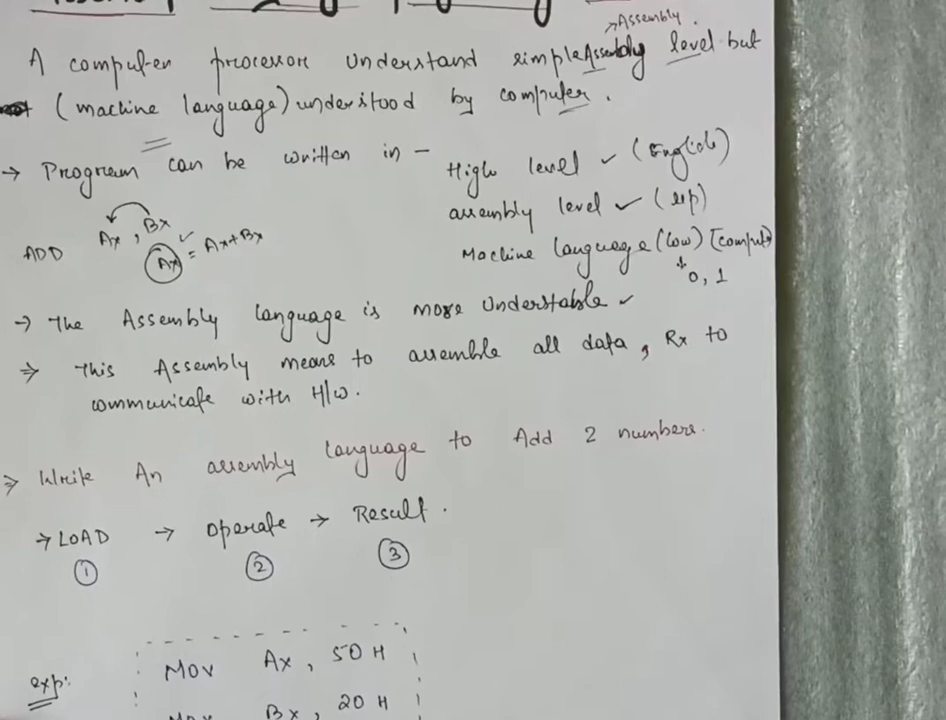 Assembly
A computer processor understand simple Assembly level but
(machine language) understood by computer.
→ Program can be written in – High level ✓ (English)
assembly level ✓ (
Machine language (low) [comput
↓
0, 1
ADD Ax, Bx
Ax = Ax+Bx
→ The Assembly language is more Understable ✓
⇒ This Assembly means to assemble all data, Rx to
communicate with H/w.
⇒ Write An assembly language to Add 2 numbers.
→ LOAD → Operate → Result.
① ② ③
exp:
Mov Ax, 50 H
Mov Bx, 20 H